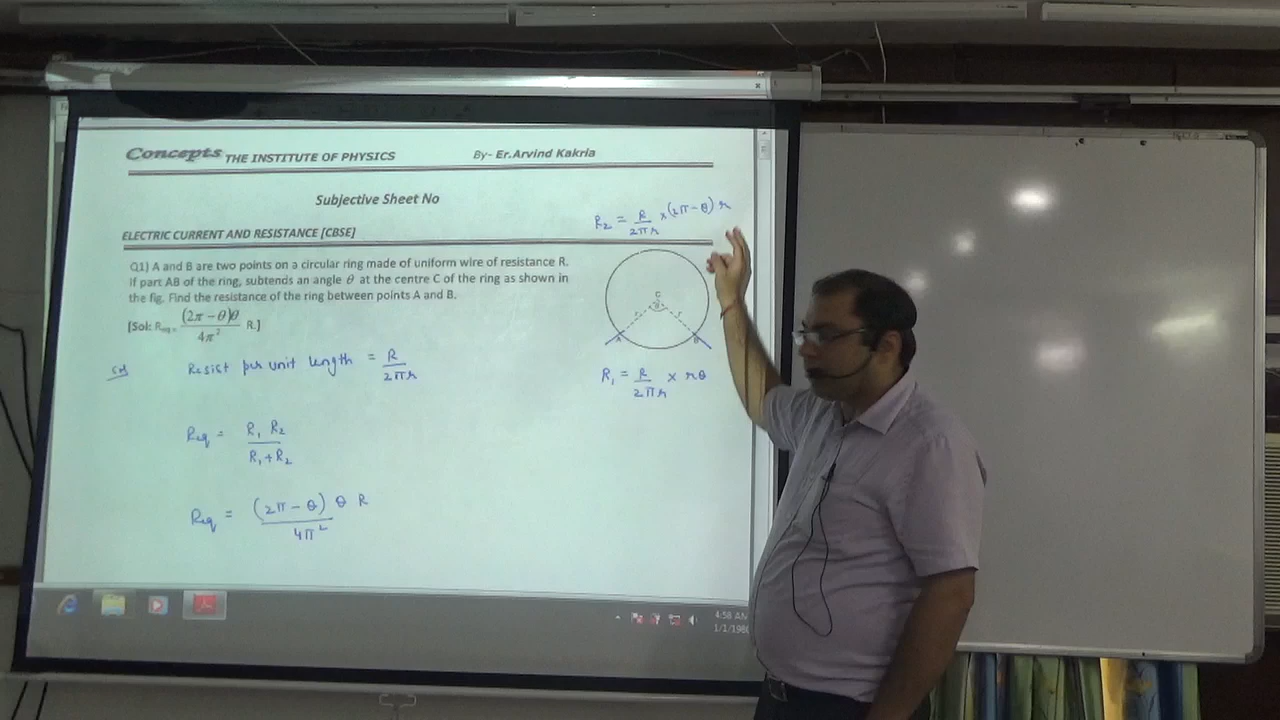 Concepts THE INSTITUTE OF PHYSICS By- Er.Arvind Kakria
Subjective Sheet No
R₂ = R/2πr × (2π - θ) r
ELECTRIC CURRENT AND RESISTANCE [CBSE]
Q1) A and B are two points on a circular ring made of uniform wire of resistance R.
If part AB of the ring, subtends an angle θ at the centre C of the ring as shown in
the fig. Find the resistance of the ring between points A and B.
[Sol: Req = (2π - θ)θ/4π² R.]
C
θ
r r
A B
Sol Resist per unit length = R/2πr
R₁ = R/2πr × rθ
Req = R₁ R₂/R₁ + R₂
Req = (2π - θ) θ R/4π²
4:58 AM